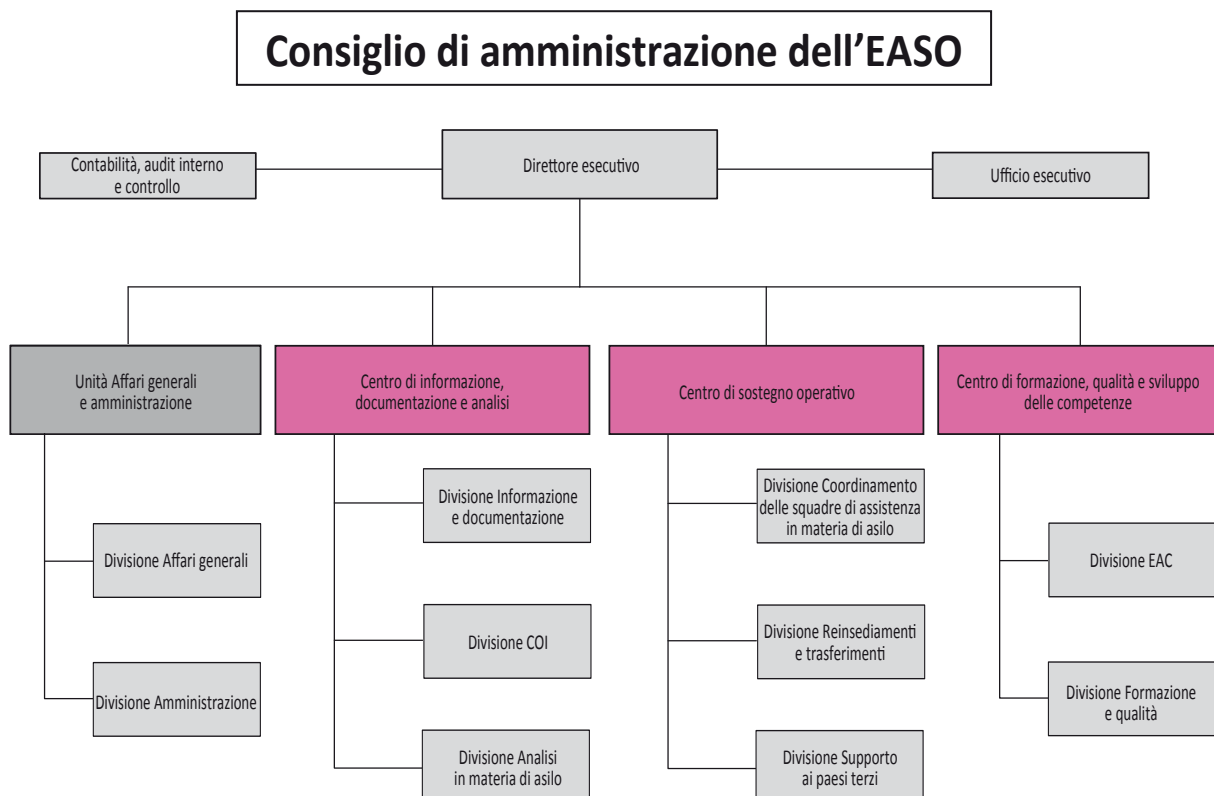 Consiglio di amministrazione dell’EASO
Contabilità, audit interno
e controllo
Direttore esecutivo
Ufficio esecutivo
Unità Affari generali
e amministrazione
Centro di informazione,
documentazione e analisi
Centro di sostegno operativo
Centro di formazione, qualità e sviluppo
delle competenze
Divisione Affari generali
Divisione Amministrazione
Divisione Informazione
e documentazione
Divisione COI
Divisione Analisi
in materia di asilo
Divisione Coordinamento
delle squadre di assistenza
in materia di asilo
Divisione Reinsediamenti
e trasferimenti
Divisione Supporto
ai paesi terzi
Divisione EAC
Divisione Formazione
e qualità